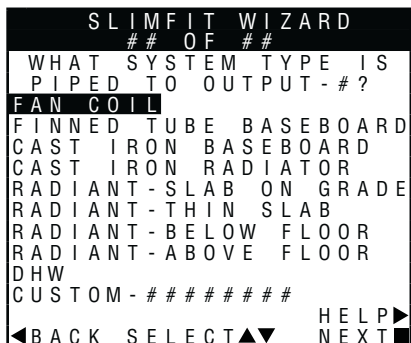 SLIMFIT WIZARD
## OF ##
WHAT SYSTEM TYPE IS
PIPED TO OUTPUT-#?
FAN COIL
FINNED TUBE BASEBOARD
CAST IRON BASEBOARD
CAST IRON RADIATOR
RADIANT-SLAB ON GRADE
RADIANT-THIN SLAB
RADIANT-BELOW FLOOR
RADIANT-ABOVE FLOOR
DHW
CUSTOM-########
HELP▶
◀BACK SELECT▲▼ NEXT■